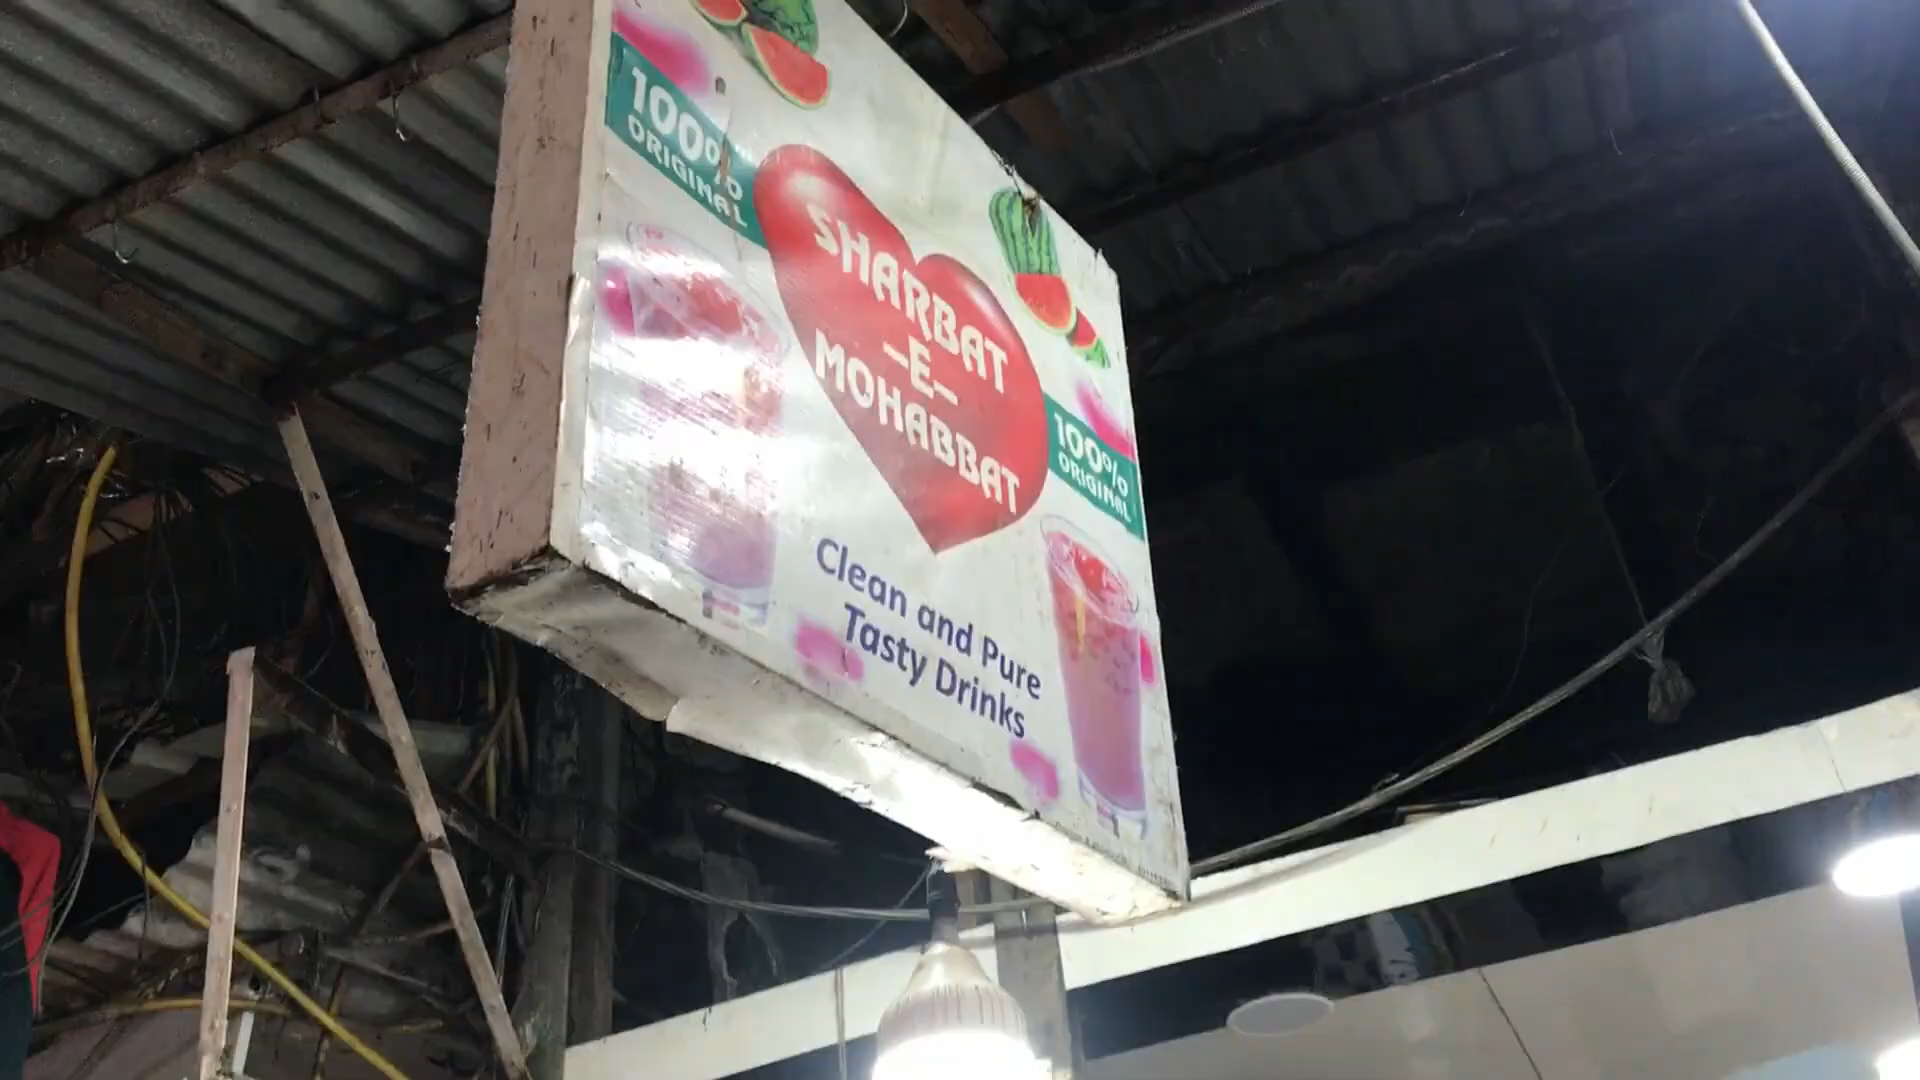 100%
ORIGINAL
SHARBAT
-E-
MOHABBAT
100%
ORIGINAL
Clean and Pure
Tasty Drinks